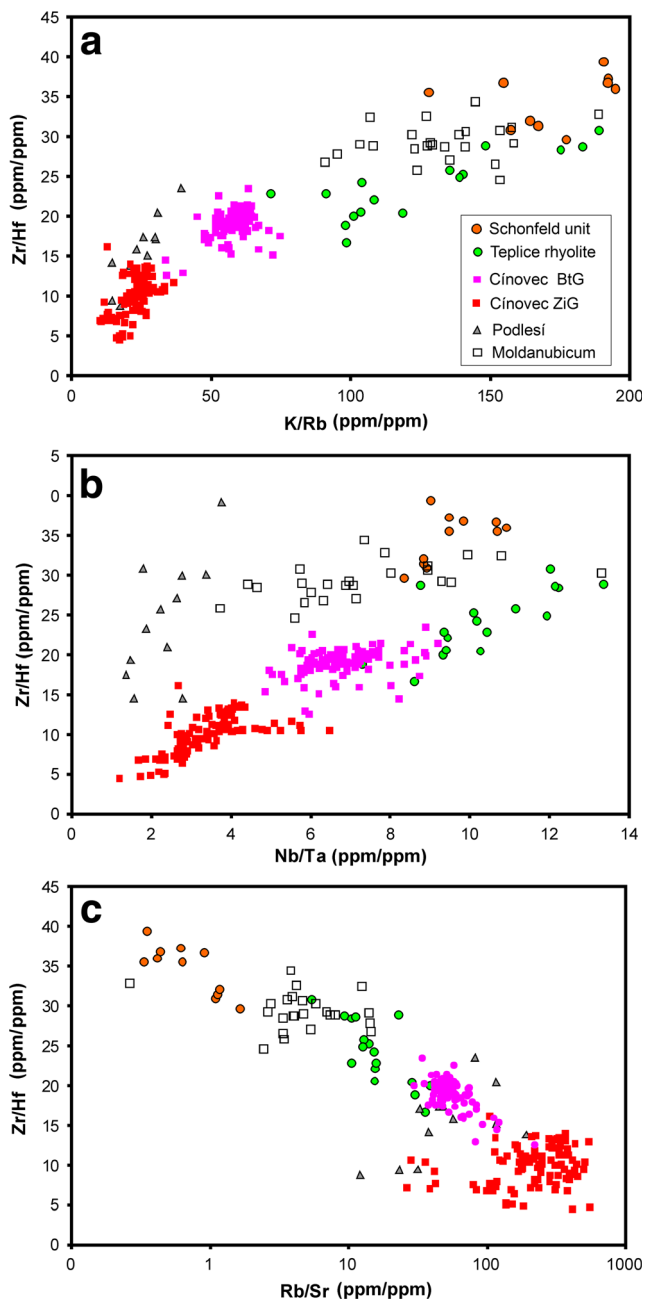 a
45
40
35
30
25
20
15
10
5
0
Zr/Hf (ppm/ppm)
Schonfeld unit
Teplice rhyolite
Cínovec BtG
Cínovec ZiG
Podlesí
Moldanubicum
0 50 100 150 200
K/Rb (ppm/ppm)
b
5
0
35
30
25
20
15
10
5
0
Zr/Hf (ppm/ppm)
0 2 4 6 8 10 12 14
Nb/Ta (ppm/ppm)
c
45
40
35
30
25
20
15
10
5
0
Zr/Hf (ppm/ppm)
0 1 10 100 1000
Rb/Sr (ppm/ppm)